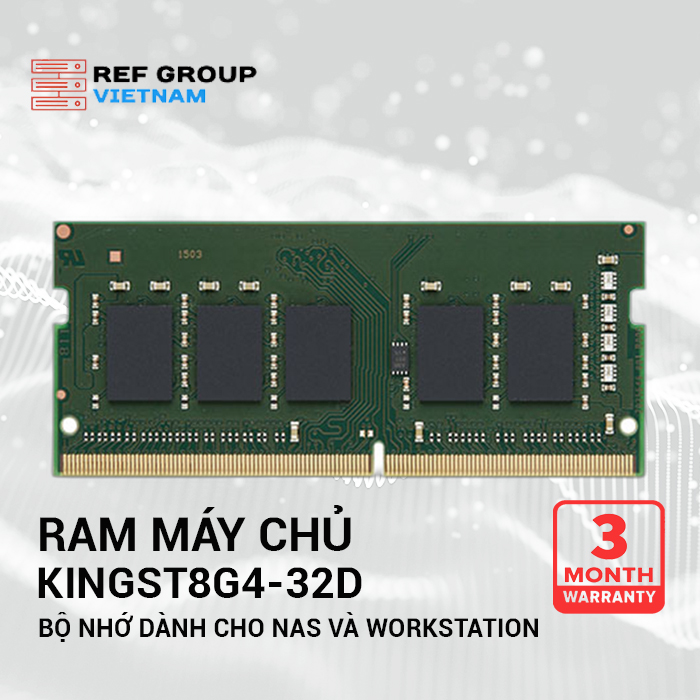 REF GROUP
VIETNAM
1503
RAM MÁY CHỦ
KINGST8G4-32D
BỘ NHỚ DÀNH CHO NAS VÀ WORKSTATION
3
MONTH
WARRANTY